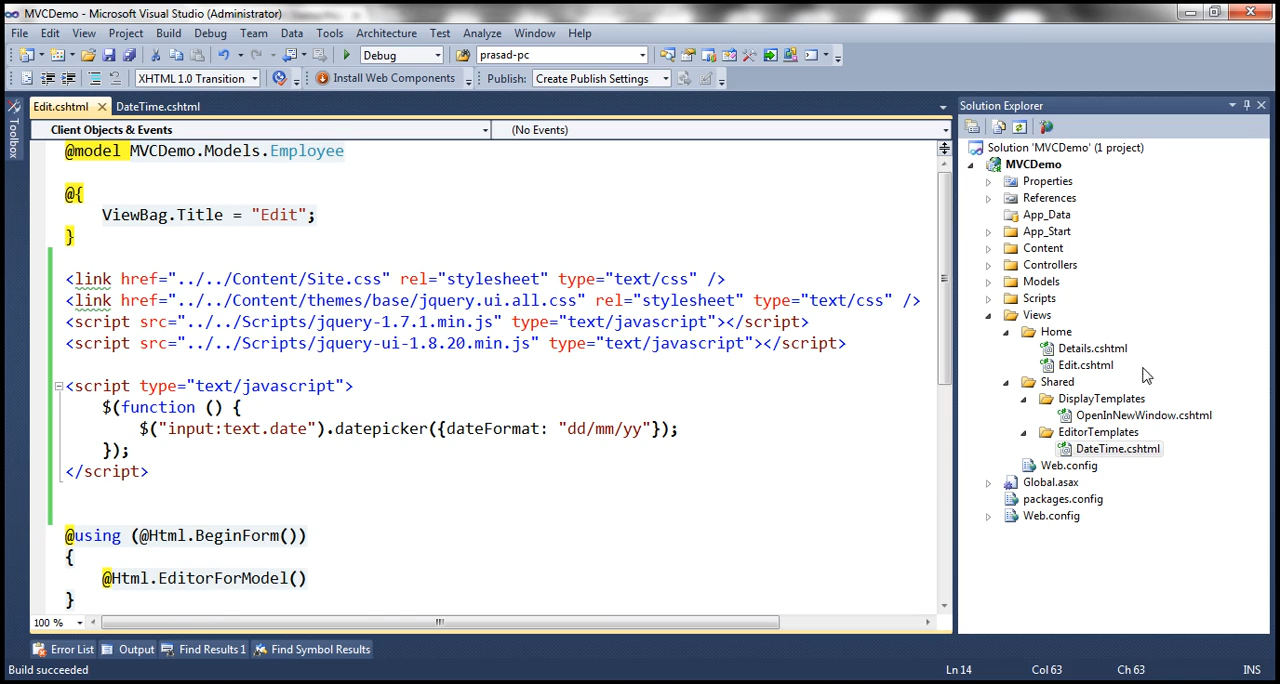 MVCDemo - Microsoft Visual Studio (Administrator)
File Edit View Project Build Debug Team Data Tools Architecture Test Analyze Window Help
Debug prasad-pc
XHTML 1.0 Transition Install Web Components Publish: Create Publish Settings
Toolbox
Edit.cshtml DateTime.cshtml
Client Objects & Events (No Events)
@model MVCDemo.Models.Employee
@{
ViewBag.Title = "Edit";
}
<link href="../../Content/Site.css" rel="stylesheet" type="text/css" />
<link href="../../Content/themes/base/jquery.ui.all.css" rel="stylesheet" type="text/css" />
<script src="../../Scripts/jquery-1.7.1.min.js" type="text/javascript"></script>
<script src="../../Scripts/jquery-ui-1.8.20.min.js" type="text/javascript"></script>
<script type="text/javascript">
$(function () {
$("input:text.date").datepicker({dateFormat: "dd/mm/yy"});
});
</script>
@using (@Html.BeginForm())
{
@Html.EditorForModel()
}
100 %
Solution Explorer
Solution 'MVCDemo' (1 project)
MVCDemo
Properties
References
App_Data
App_Start
Content
Controllers
Models
Scripts
Views
Home
Details.cshtml
Edit.cshtml
Shared
DisplayTemplates
OpenInNewWindow.cshtml
EditorTemplates
DateTime.cshtml
Web.config
Global.asax
packages.config
Web.config
Error List Output Find Results 1 Find Symbol Results
Build succeeded Ln 14 Col 63 Ch 63 INS